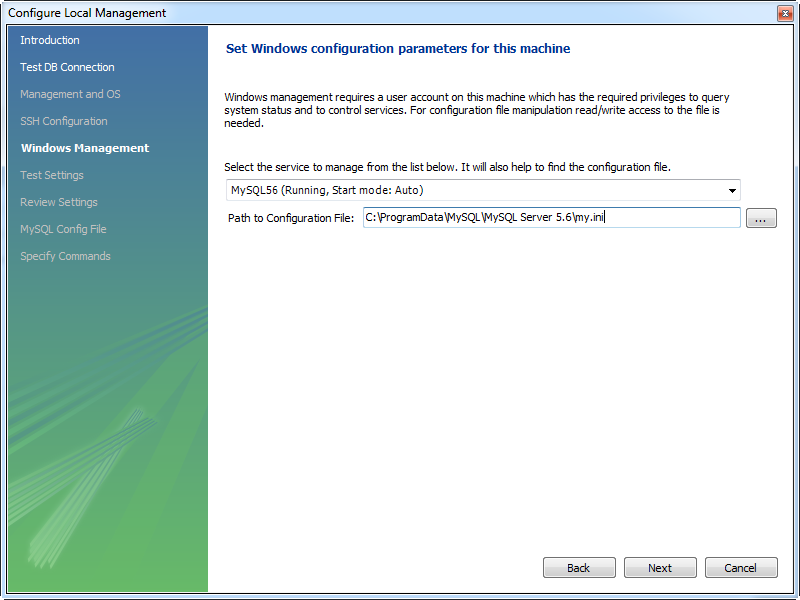 Configure Local Management
Introduction
Test DB Connection
Management and OS
SSH Configuration
Windows Management
Test Settings
Review Settings
MySQL Config File
Specify Commands
Set Windows configuration parameters for this machine
Windows management requires a user account on this machine which has the required privileges to query
system status and to control services. For configuration file manipulation read/write access to the file is
needed.
Select the service to manage from the list below. It will also help to find the configuration file.
MySQL56 (Running, Start mode: Auto)
Path to Configuration File: C:\ProgramData\MySQL\MySQL Server 5.6\my.ini ...
Back Next Cancel